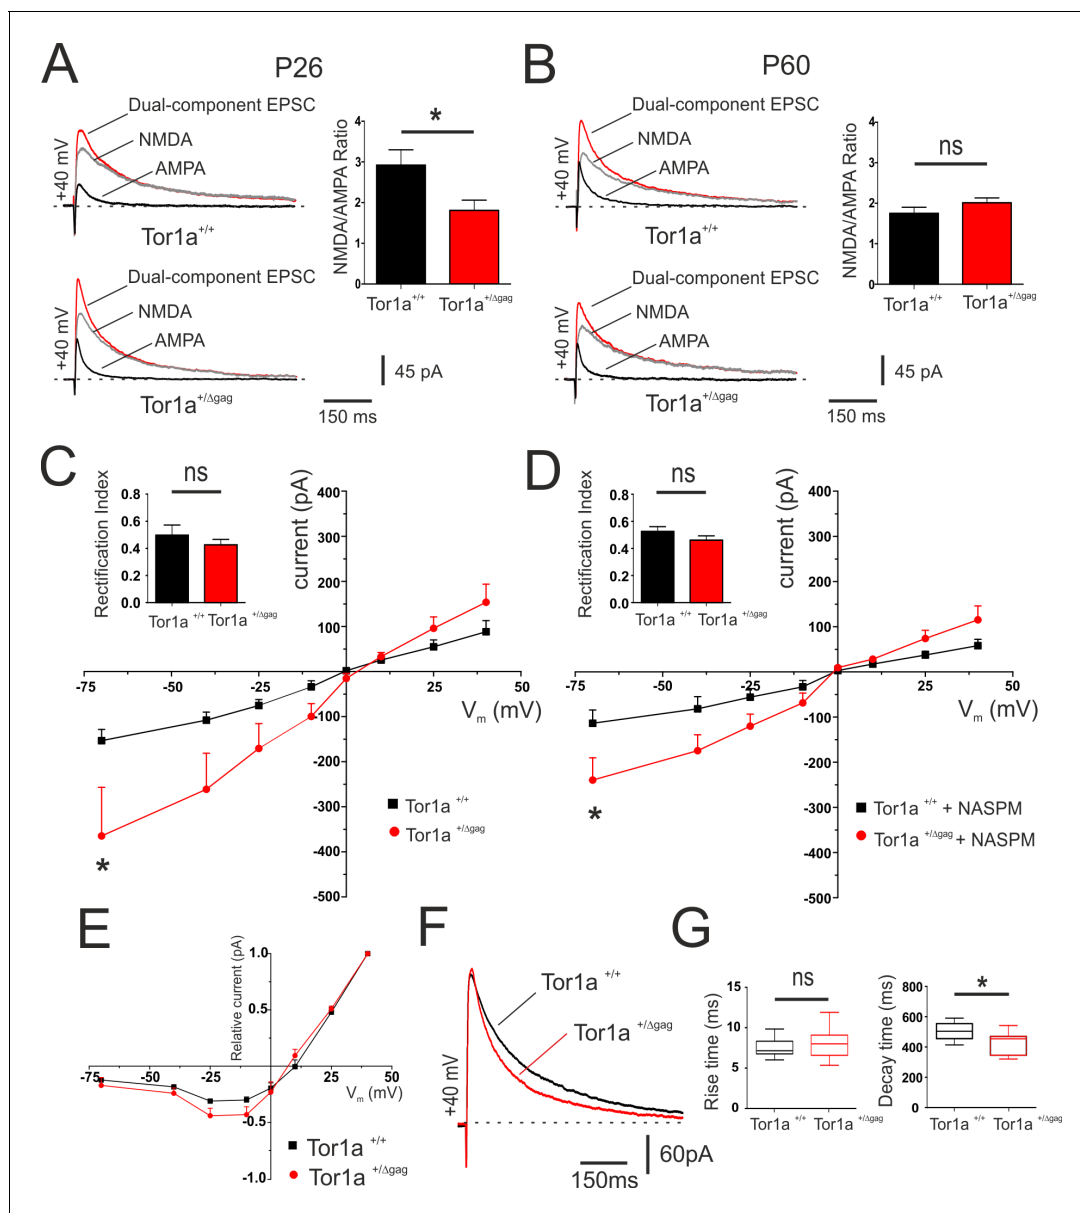 A
P26
Dual-component EPSC
NMDA
AMPA
+40 mV
Tor1a+/+
Dual-component EPSC
NMDA
AMPA
+40 mV
Tor1a+/Δgag
NMDA/AMPA Ratio
4
3
2
1
0
*
Tor1a+/+ Tor1a+/Δgag
45 pA
150 ms
B
P60
Dual-component EPSC
NMDA
AMPA
+40 mV
Tor1a+/+
Dual-component EPSC
NMDA
AMPA
+40 mV
Tor1a+/Δgag
NMDA/AMPA Ratio
4
3
2
1
0
ns
Tor1a+/+ Tor1a+/Δgag
45 pA
150 ms
C
Rectification Index
0.8
0.6
0.4
0.2
0.0
ns
Tor1a+/+ Tor1a+/Δgag
current (pA)
400
300
200
100
-75 -50 -25 25 50
Vm (mV)
-100
-200
-300
-400
-500
*
Tor1a+/+
Tor1a+/Δgag
D
Rectification Index
0.8
0.6
0.4
0.2
0.0
ns
Tor1a+/+ Tor1a+/Δgag
current (pA)
400
300
200
100
-75 -50 -25 25 50
Vm (mV)
-100
-200
-300
-400
-500
*
Tor1a+/+ + NASPM
Tor1a+/Δgag + NASPM
E
Relative current (pA)
1.0
0.5
-75 -50 -25 0 25 50
Vm (mV)
-0.5
-1.0
Tor1a+/+
Tor1a+/Δgag
F
Tor1a+/+
Tor1a+/Δgag
+40 mV
60pA
150ms
G
Rise time (ms)
15
10
5
0
ns
Tor1a+/+ Tor1a+/Δgag
Decay time (ms)
800
600
400
200
0
*
Tor1a+/+ Tor1a+/Δgag